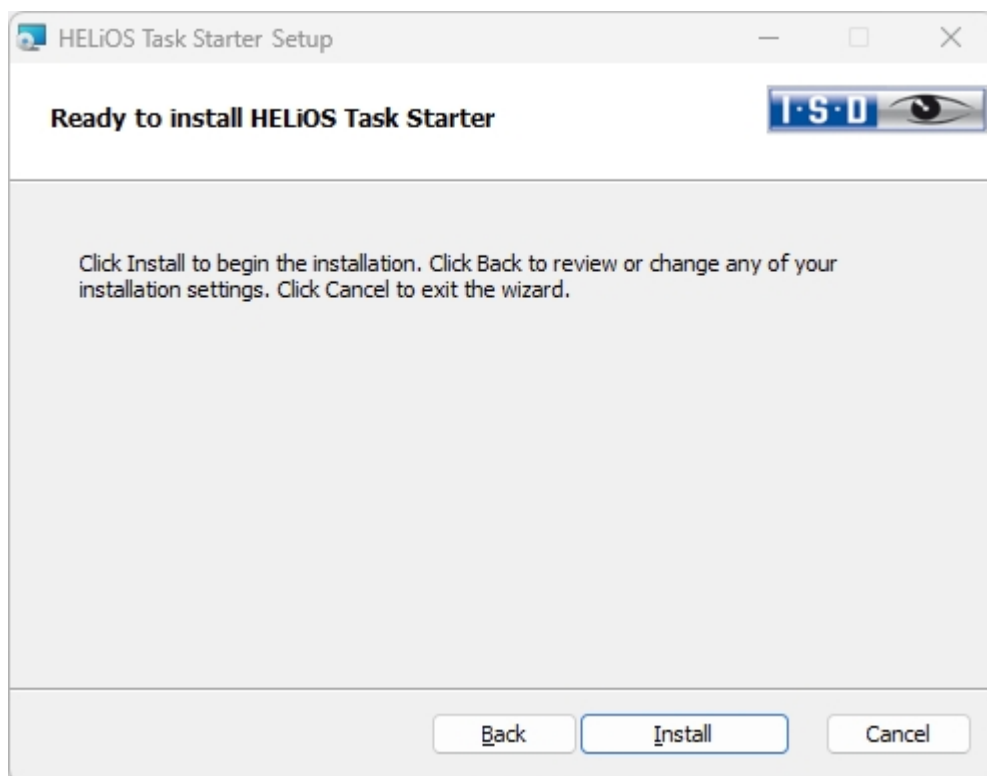 HELiOS Task Starter Setup
Ready to install HELiOS Task Starter
I·S·D
Click Install to begin the installation. Click Back to review or change any of your
installation settings. Click Cancel to exit the wizard.
Back Install Cancel